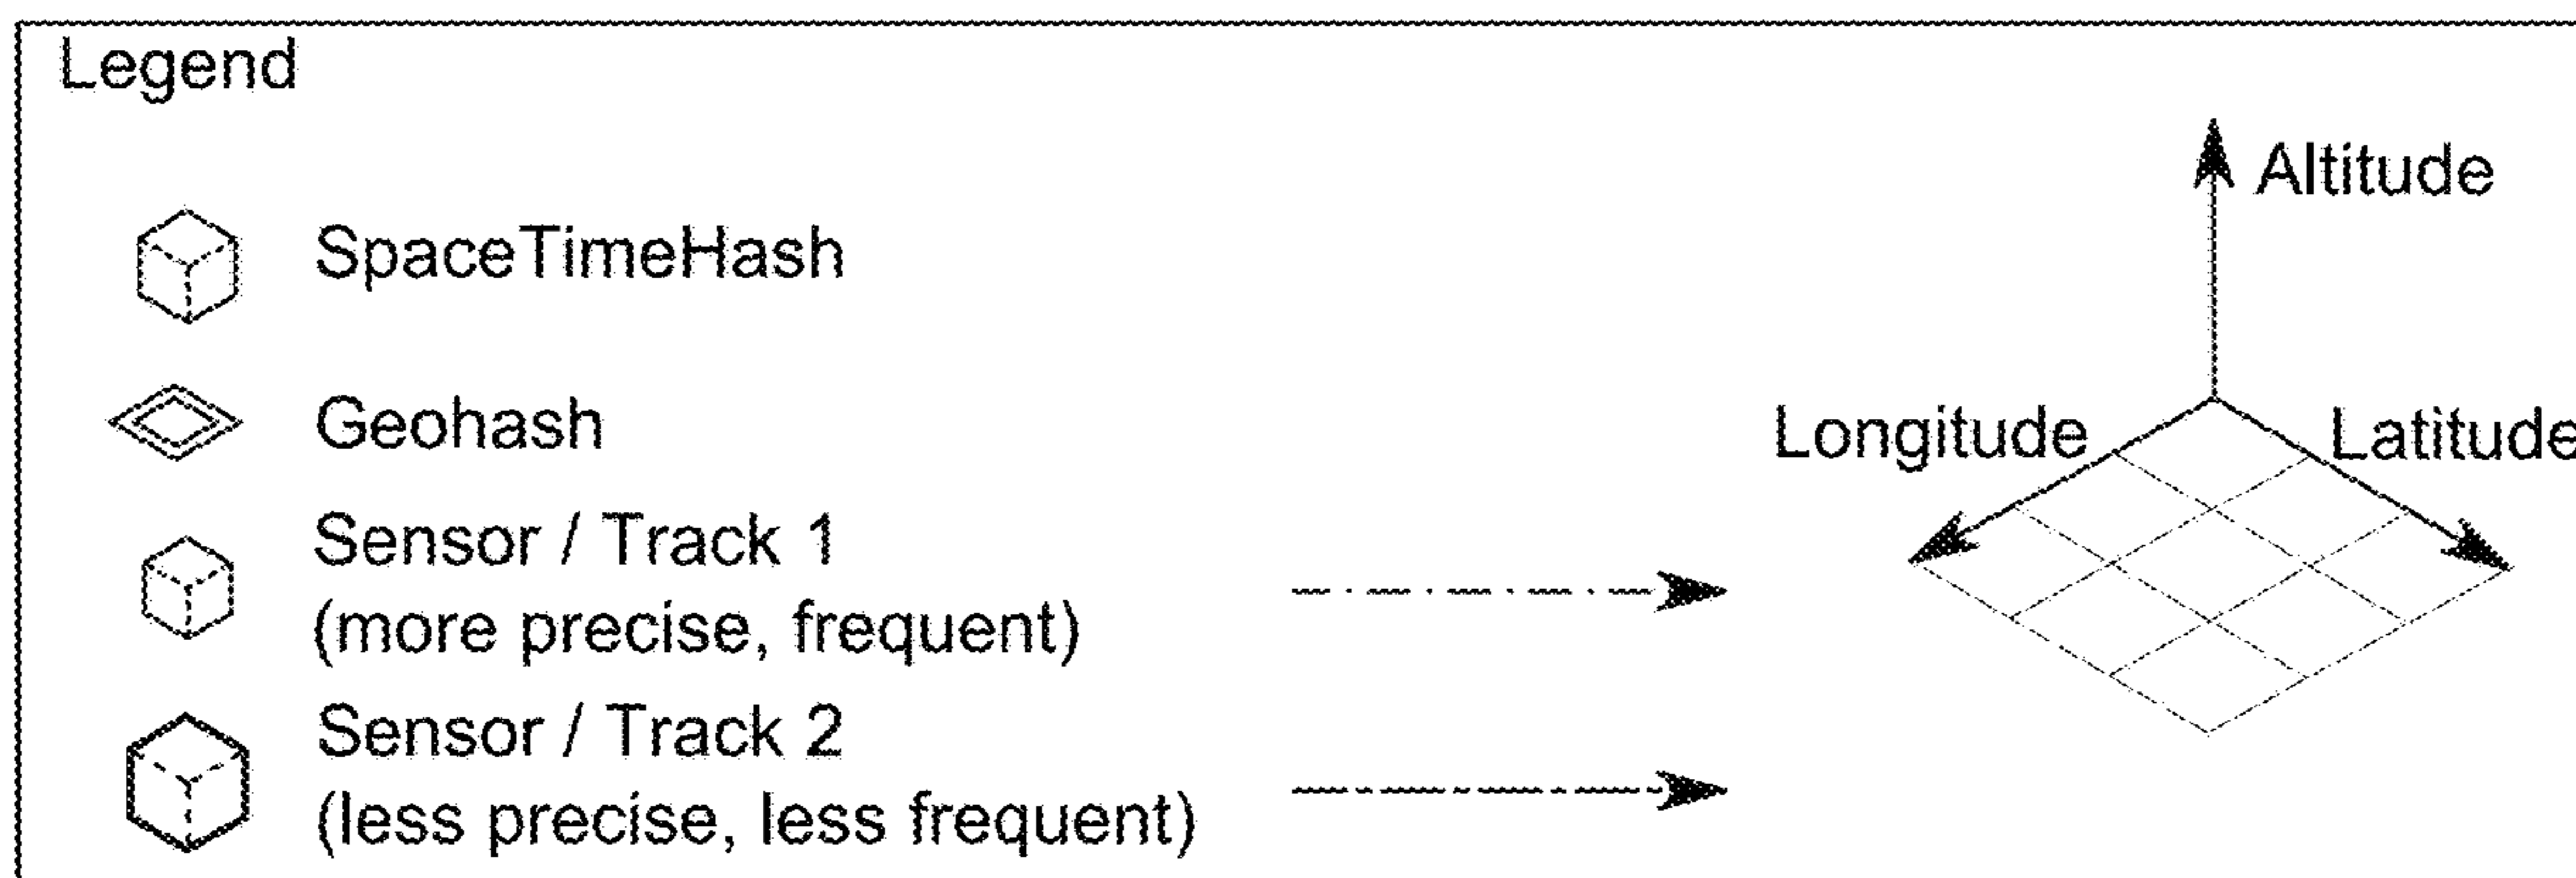 Legend
SpaceTimeHash
Geohash
Sensor / Track 1
(more precise, frequent)
Sensor / Track 2
(less precise, less frequent)
Altitude
Longitude
Latitude